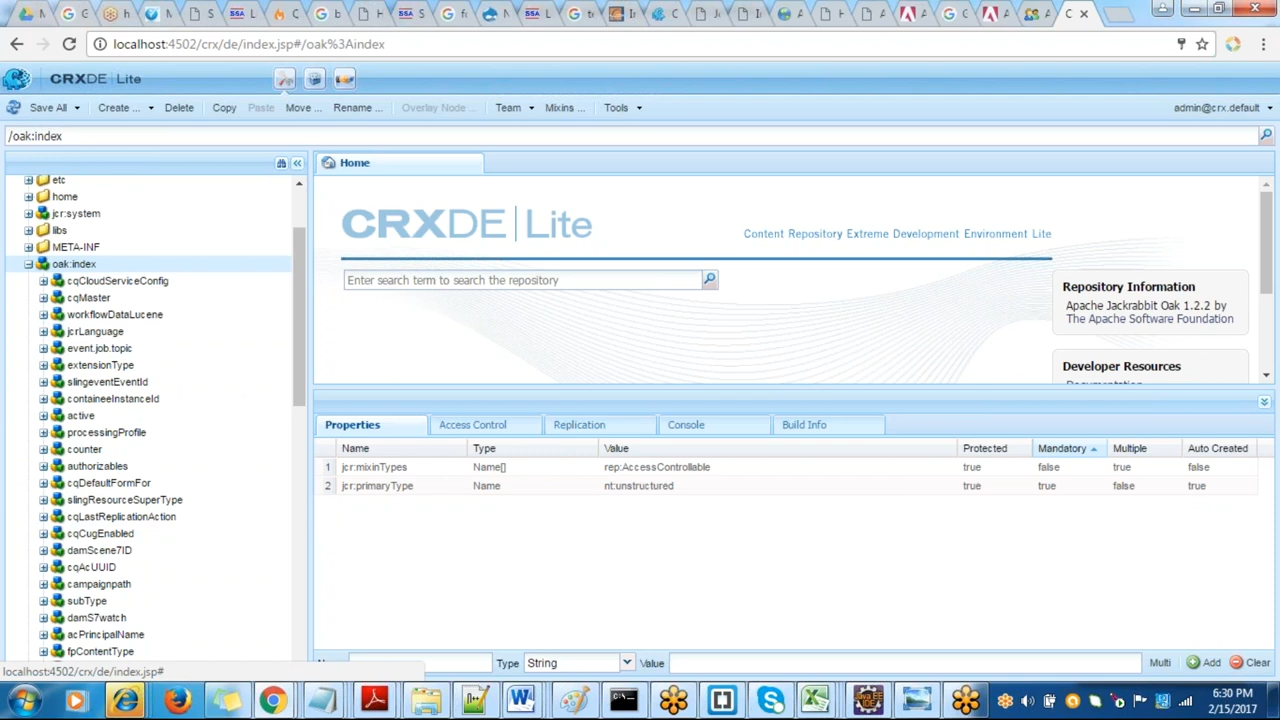 localhost:4502/crx/de/index.jsp#/oak%3Aindex
CRXDE | Lite
Save All Create ... Delete Copy Paste Move ... Rename ... Overlay Node ... Team Mixins ... Tools admin@crx.default
/oak:index
Home
etc
home
jcr:system
libs
META-INF
oak:index
cqCloudServiceConfig
cqMaster
workflowDataLucene
jcrLanguage
event.job.topic
extensionType
slingeventEventId
containeeInstanceId
active
processingProfile
counter
authorizables
cqDefaultFormFor
slingResourceSuperType
cqLastReplicationAction
cqCugEnabled
damScene7ID
cqAcUUID
campaignpath
subType
damS7watch
acPrincipalName
fpContentType
CRXDE | Lite
Content Repository Extreme Development Environment Lite
Enter search term to search the repository
Repository Information
Apache Jackrabbit Oak 1.2.2 by
The Apache Software Foundation
Developer Resources
Documentation
Properties Access Control Replication Console Build Info
Name Type Value Protected Mandatory Multiple Auto Created
1 jcr:mixinTypes Name[] rep:AccessControllable true false true false
2 jcr:primaryType Name nt:unstructured true true false true
Type String Value Multi Add Clear
localhost:4502/crx/de/index.jsp#
6:30 PM
2/15/2017